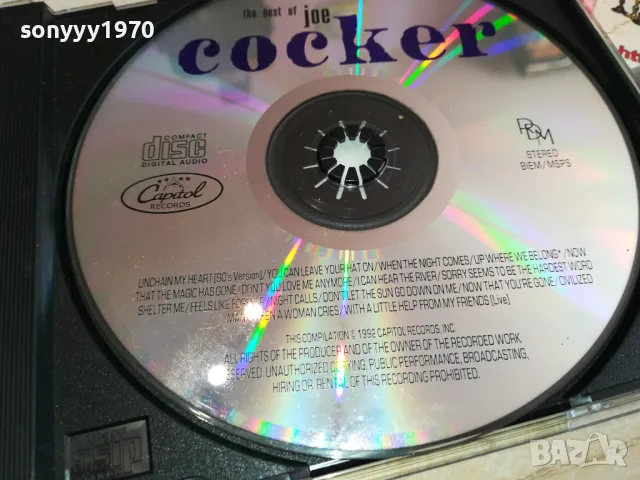 sonyyy1970
the best of joe
cocker
COMPACT
disc
DIGITAL AUDIO
Capitol
RECORDS
PDM
STEREO
BIEM/MSPS
UNCHAIN MY HEART [90's Version]/YOU CAN LEAVE YOUR HAT ON/WHEN THE NIGHT COMES/UP WHERE WE BELONG*/NOW
THAT THE MAGIC HAS GONE/DON'T YOU LOVE ME ANYMORE/I CAN HEAR THE RIVER/SORRY SEEMS TO BE THE HARDEST WORD
SHELTER ME/FEELS LIKE FOREVER/NIGHT CALLS/DON'T LET THE SUN GO DOWN ON ME/NOW THAT YOU'RE GONE/CIVILIZED
MAN/WHEN A WOMAN CRIES/WITH A LITTLE HELP FROM MY FRIENDS [Live]
THIS COMPILATION ℗ 1992 CAPITOL RECORDS, INC.
ALL RIGHTS OF THE PRODUCER AND OF THE OWNER OF THE RECORDED WORK
RESERVED. UNAUTHORIZED COPYING, PUBLIC PERFORMANCE, BROADCASTING,
HIRING OR RENTAL OF THIS RECORDING PROHIBITED.
BAZAR